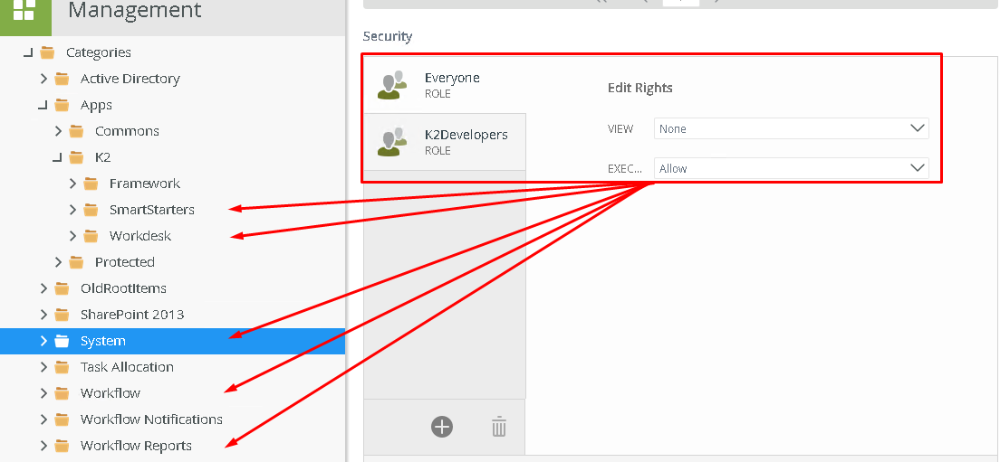 Management
Categories
Active Directory
Apps
Commons
K2
Framework
SmartStarters
Workdesk
Protected
OldRootItems
SharePoint 2013
System
Task Allocation
Workflow
Workflow Notifications
Workflow Reports
Security
Everyone
ROLE
K2Developers
ROLE
Edit Rights
VIEW None
EXEC... Allow